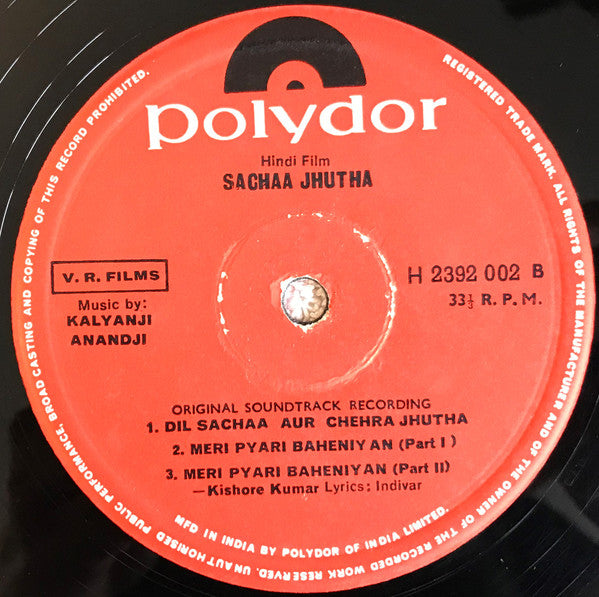 polydor
Hindi Film
SACHAA JHUTHA
V. R. FILMS
Music by:
KALYANJI
ANANDJI
H 2392 002 B
33⅓ R. P. M.
ORIGINAL SOUNDTRACK RECORDING
1. DIL SACHAA AUR CHEHRA JHUTHA
2. MERI PYARI BAHENIYAN (Part I)
3. MERI PYARI BAHENIYAN (Part II)
—Kishore Kumar Lyrics: Indivar
MFD IN INDIA BY POLYDOR OF INDIA LIMITED.
REGISTERED TRADE MARK. ALL RIGHTS OF THE MANUFACTURER AND OF THE OWNER OF THE RECORDED WORK RESERVED. UNAUTHORISED PUBLIC PERFORMANCE, BROADCASTING AND COPYING OF THIS RECORD PROHIBITED.